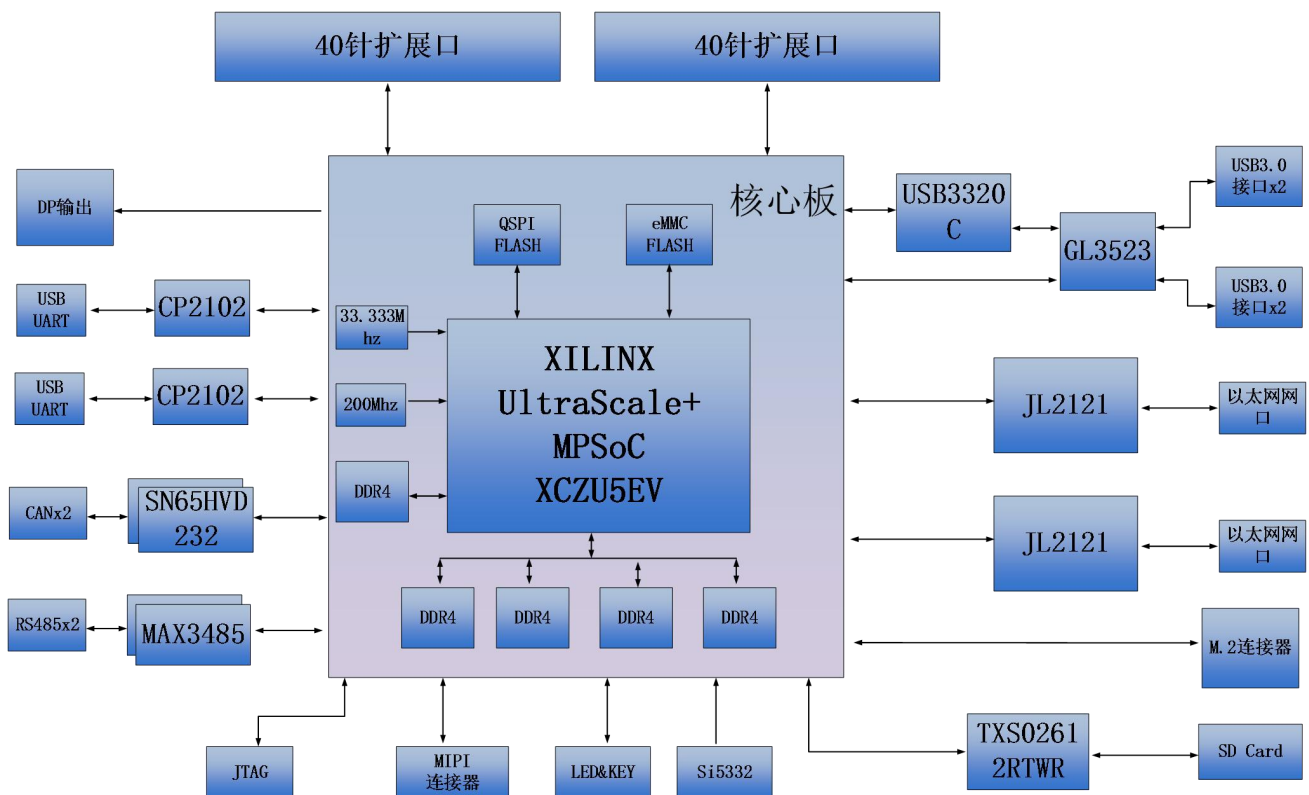 40针扩展口
40针扩展口
核心板
DP输出
QSPI
FLASH
eMMC
FLASH
USB3320
C
GL3523
USB3.0
接口x2
USB3.0
接口x2
USB
UART
CP2102
33.333M
hz
USB
UART
CP2102
200Mhz
XILINX
UltraScale+
MPSoC
XCZU5EV
JL2121
以太网网
口
CANx2
SN65HVD
232
DDR4
JL2121
以太网网
口
RS485x2
MAX3485
DDR4
DDR4
DDR4
DDR4
M.2连接器
JTAG
MIPI
连接器
LED&KEY
Si5332
TXS0261
2RTWR
SD Card